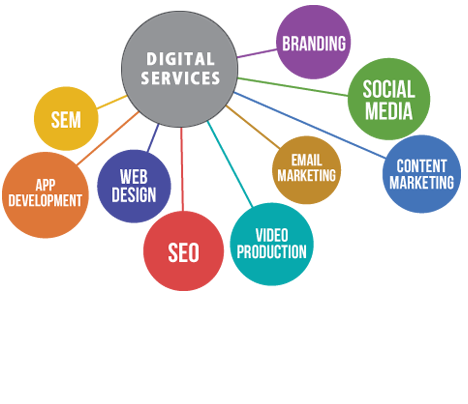 DIGITAL
SERVICES
BRANDING
SOCIAL
MEDIA
CONTENT
MARKETING
EMAIL
MARKETING
VIDEO
PRODUCTION
SEO
WEB
DESIGN
APP
DEVELOPMENT
SEM